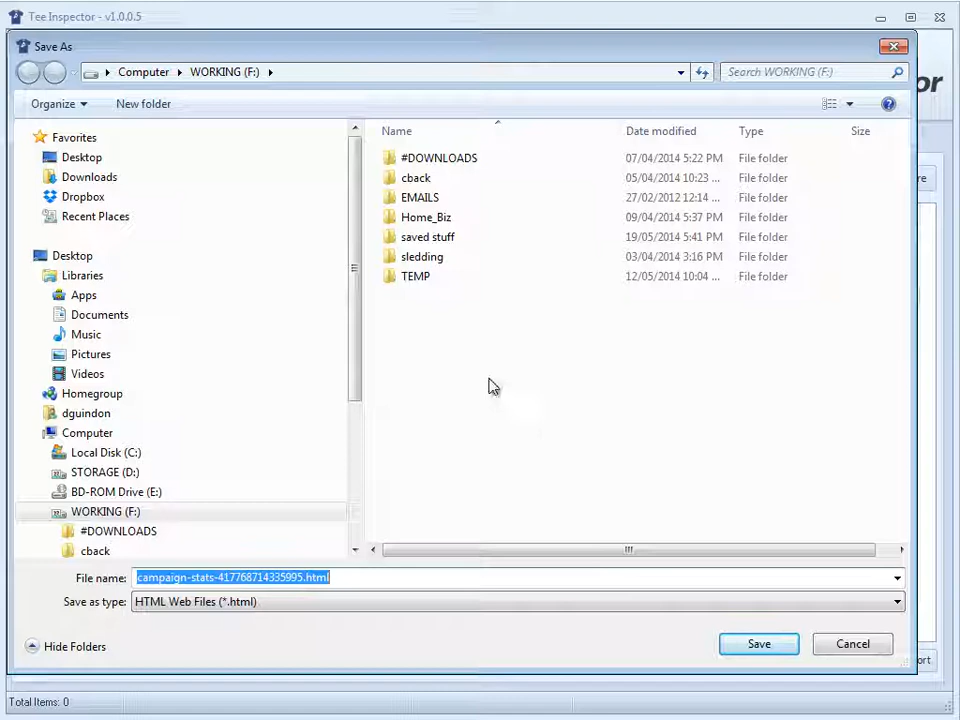 Tee Inspector - v1.0.0.5
Save As
Computer WORKING (F:)
Search WORKING (F:)
or
Organize
New folder
Name
Date modified
Type
Size
Favorites
Desktop
Downloads
Dropbox
Recent Places
Desktop
Libraries
Apps
Documents
Music
Pictures
Videos
Homegroup
dguindon
Computer
Local Disk (C:)
STORAGE (D:)
BD-ROM Drive (E:)
WORKING (F:)
#DOWNLOADS
cback
#DOWNLOADS 07/04/2014 5:22 PM File folder
cback 05/04/2014 10:23 ... File folder
EMAILS 27/02/2012 12:14 ... File folder
Home_Biz 09/04/2014 5:37 PM File folder
saved stuff 19/05/2014 5:41 PM File folder
sledding 03/04/2014 3:16 PM File folder
TEMP 12/05/2014 10:04 ... File folder
re
File name: campaign-stats-417768714335995.html
Save as type: HTML Web Files (*.html)
Hide Folders
Save
Cancel
ort
Total Items: 0